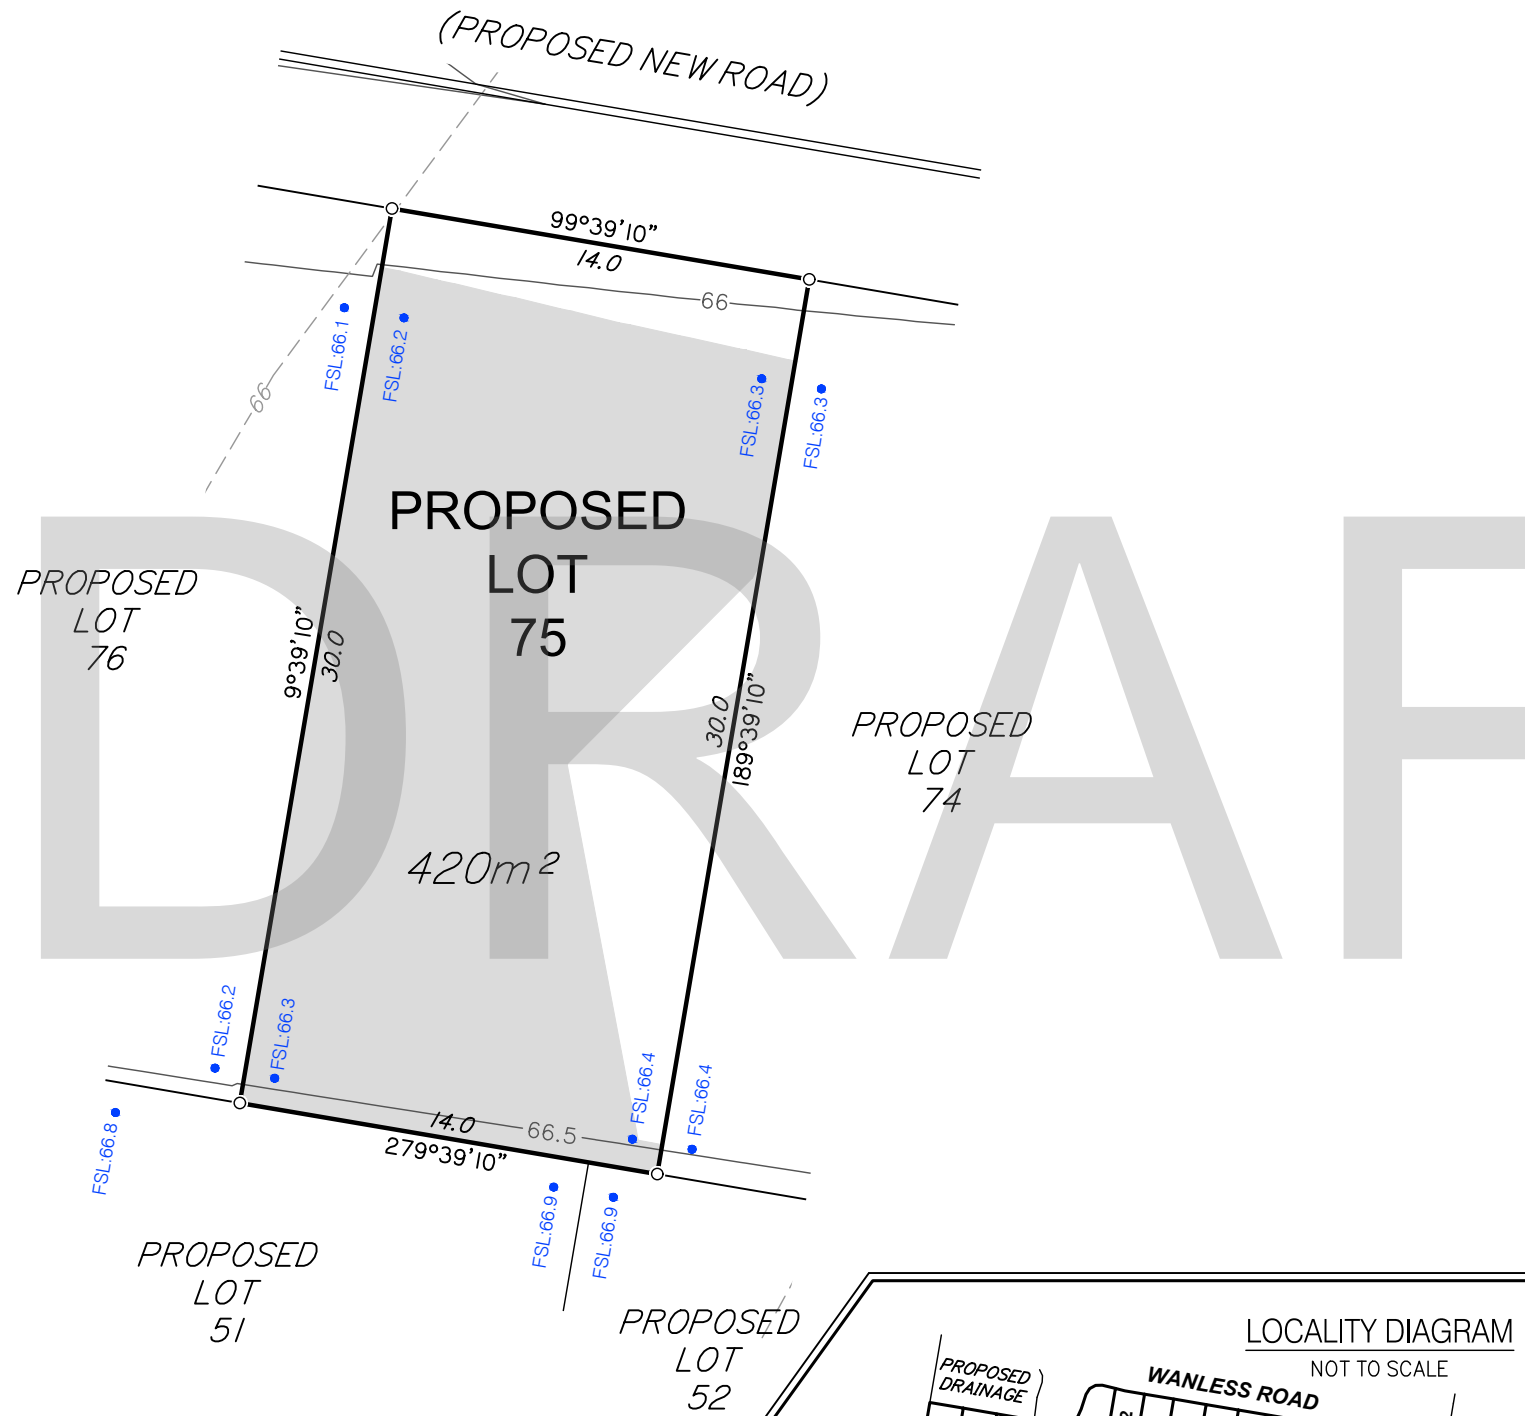 (PROPOSED NEW ROAD)
99°39'10"
14.0
66
FSL:66.1
FSL:66.2
FSL:66.3
FSL:66.3
66
PROPOSED
LOT
75
PROPOSED
LOT
76
9°39'10"
30.0
30.0
189°39'10"
PROPOSED
LOT
74
DRAF
420m²
FSL:66.2
FSL:66.3
FSL:66.4
FSL:66.4
14.0
66.5
279°39'10"
FSL:66.8
FSL:66.9
FSL:66.9
PROPOSED
LOT
51
PROPOSED
LOT
52
LOCALITY DIAGRAM
NOT TO SCALE
PROPOSED
DRAINAGE
WANLESS ROAD